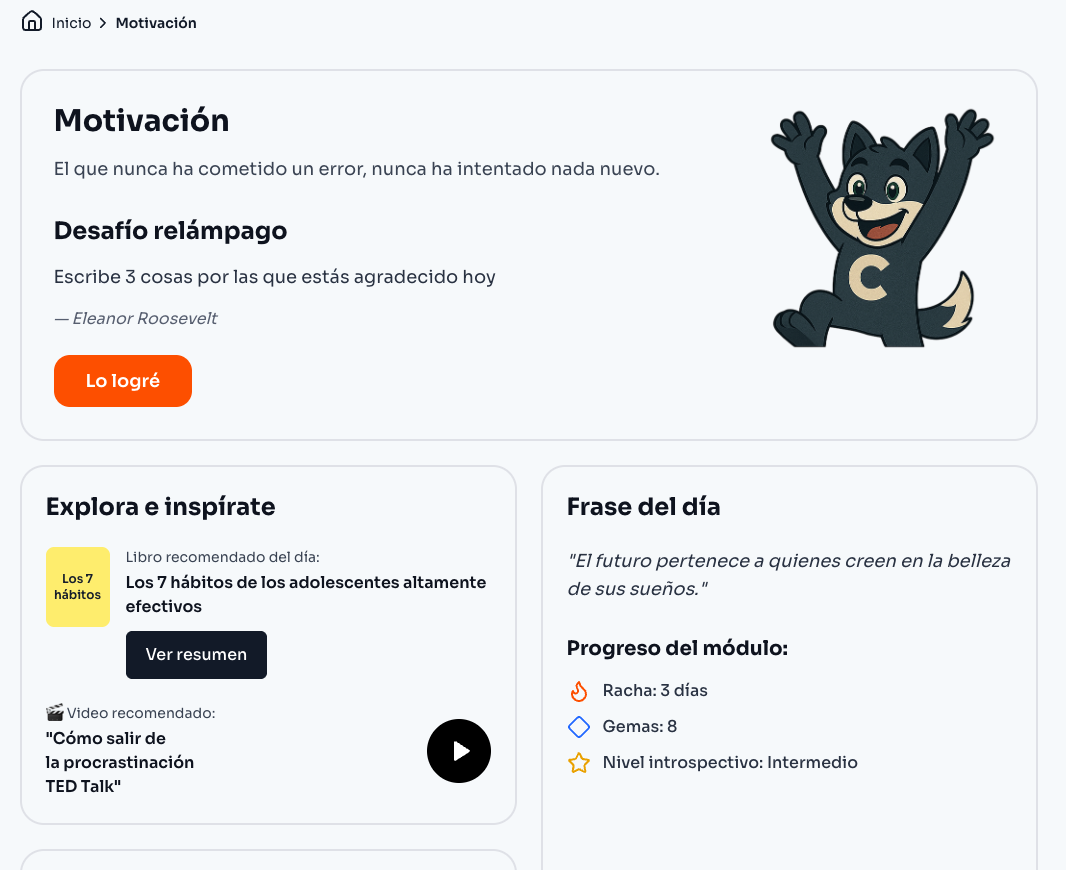 Inicio > Motivación
Motivación
El que nunca ha cometido un error, nunca ha intentado nada nuevo.
Desafío relámpago
Escribe 3 cosas por las que estás agradecido hoy
— Eleanor Roosevelt
Lo logré
C
Explora e inspírate
Los 7
hábitos
Libro recomendado del día:
Los 7 hábitos de los adolescentes altamente
efectivos
Ver resumen
🎬 Video recomendado:
"Cómo salir de
la procrastinación
TED Talk"
Frase del día
"El futuro pertenece a quienes creen en la belleza
de sus sueños."
Progreso del módulo:
Racha: 3 días
Gemas: 8
Nivel introspectivo: Intermedio